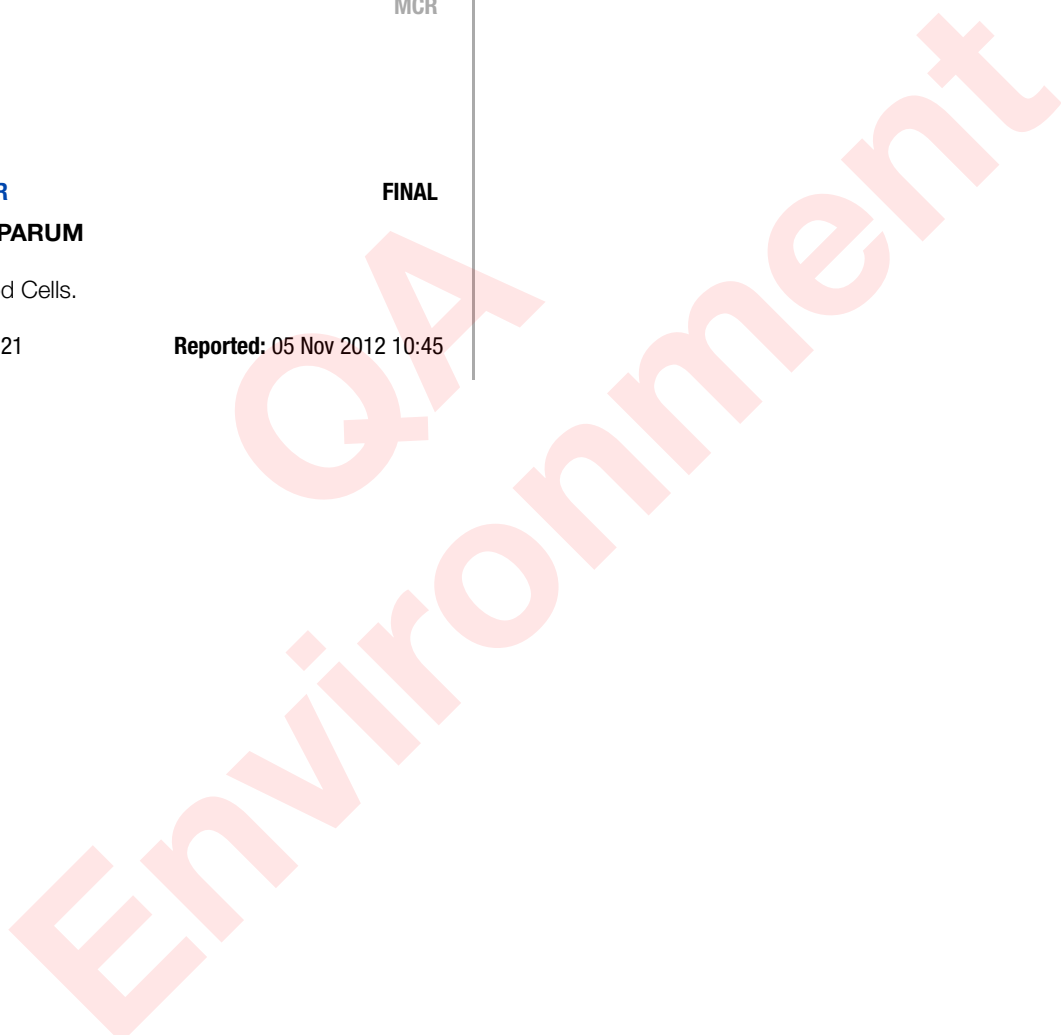 MCR
R FINAL
PARUM
d Cells.
21 Reported: 05 Nov 2012 10:45
QA
Environment